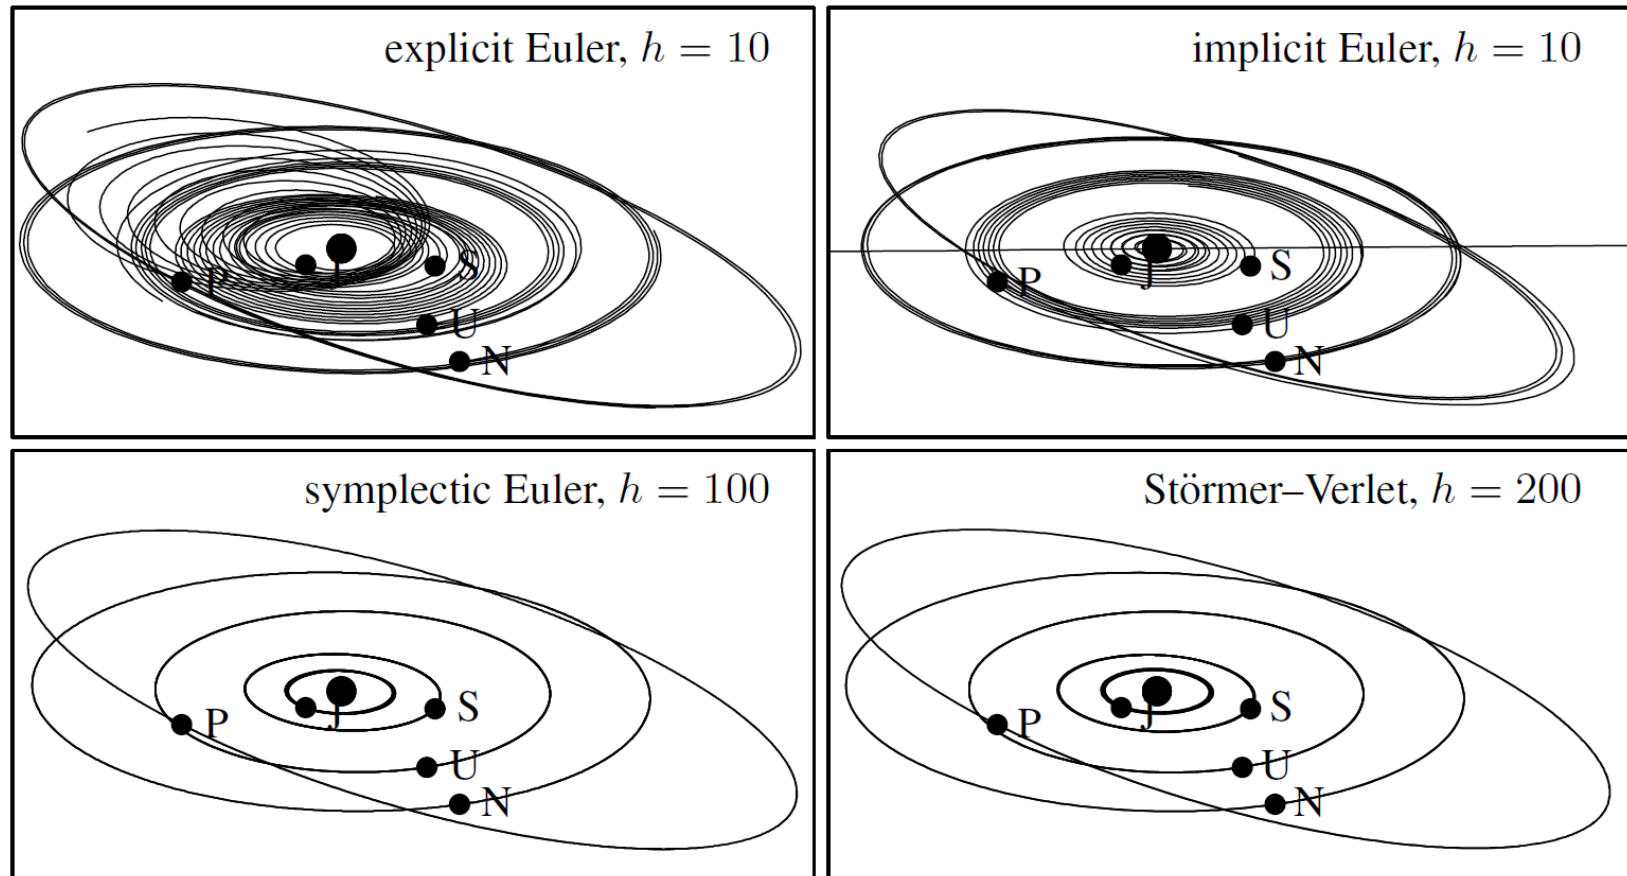 explicit Euler, h = 10
J
S
P
U
N
implicit Euler, h = 10
J
S
P
U
N
symplectic Euler, h = 100
J
S
P
U
N
Störmer–Verlet, h = 200
J
S
P
U
N